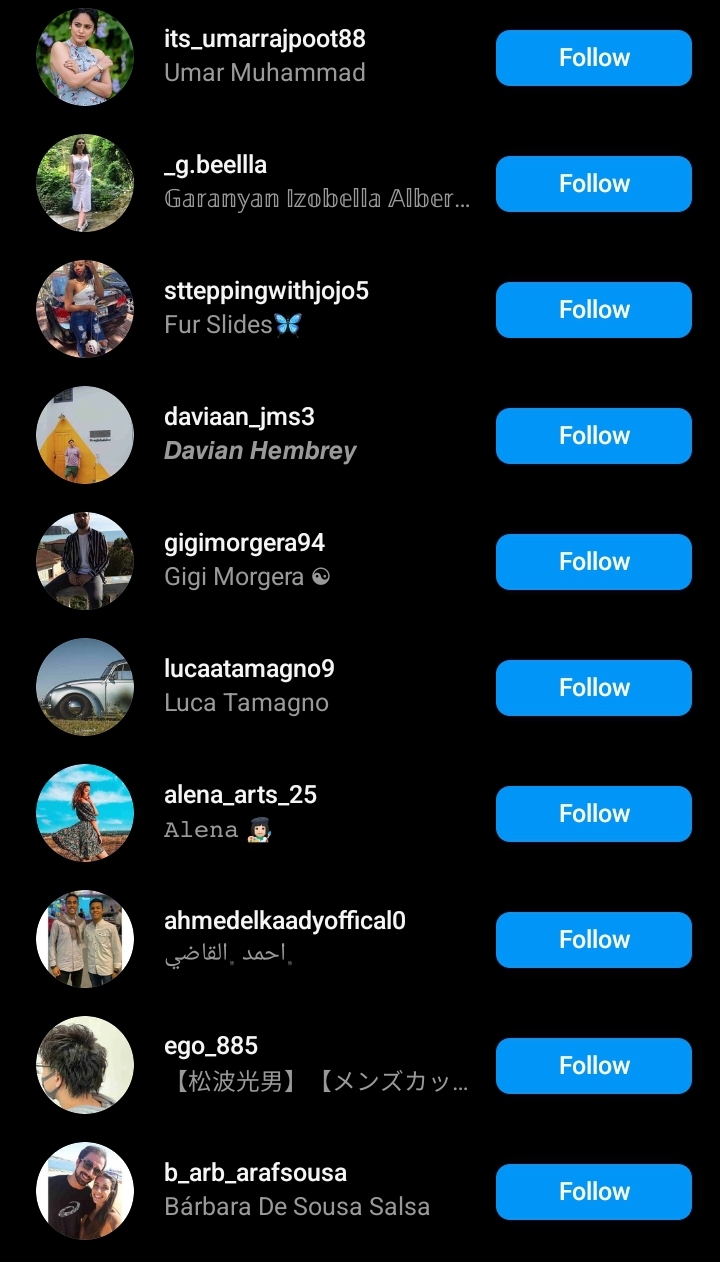 its_umarrajpoot88
Umar Muhammad
Follow
_g.beellla
𝔾𝕒𝕣𝕒𝕟𝕪𝕒𝕟 𝕀𝕫𝕠𝕓𝕖𝕝𝕝𝕒 𝔸𝕝𝕓𝕖𝕣...
Follow
stteppingwithjojo5
Fur Slides🦋
Follow
daviaan_jms3
𝘿𝙖𝙫𝙞𝙖𝙣 𝙃𝙚𝙢𝙗𝙧𝙚𝙮
Follow
gigimorgera94
Gigi Morgera ☯
Follow
lucaatamagno9
Luca Tamagno
Follow
alena_arts_25
𝙰𝚕𝚎𝚗𝚊 👩🏻‍🎨
Follow
ahmedelkaadyoffical0
ٍٍٍٍِِِِِ احمد ٍِ القاضي
Follow
ego_885
【松波光男】【メンズカッ...
Follow
b_arb_arafsousa
Bárbara De Sousa Salsa
Follow